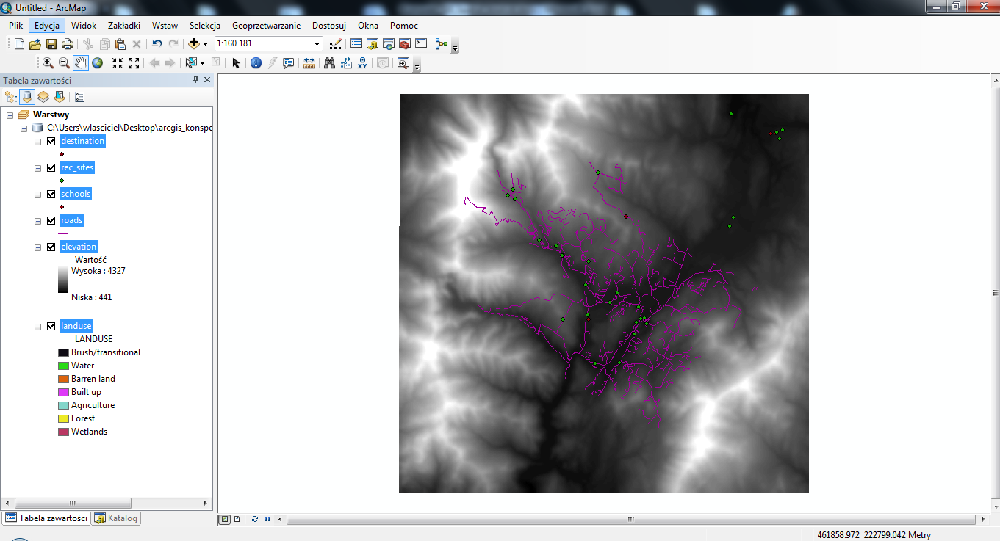 Untitled - ArcMap
Plik Edycja Widok Zakładki Wstaw Selekcja Geoprzetwarzanie Dostosuj Okna Pomoc
1:160 181
XY
Tabela zawartości
Warstwy
C:\Users\wlasciciel\Desktop\arcgis_konspe
destination
rec_sites
schools
roads
elevation
Wartość
Wysoka : 4327
Niska : 441
landuse
LANDUSE
Brush/transitional
Water
Barren land
Built up
Agriculture
Forest
Wetlands
Tabela zawartości Katalog
461858.972 222799.042 Metry